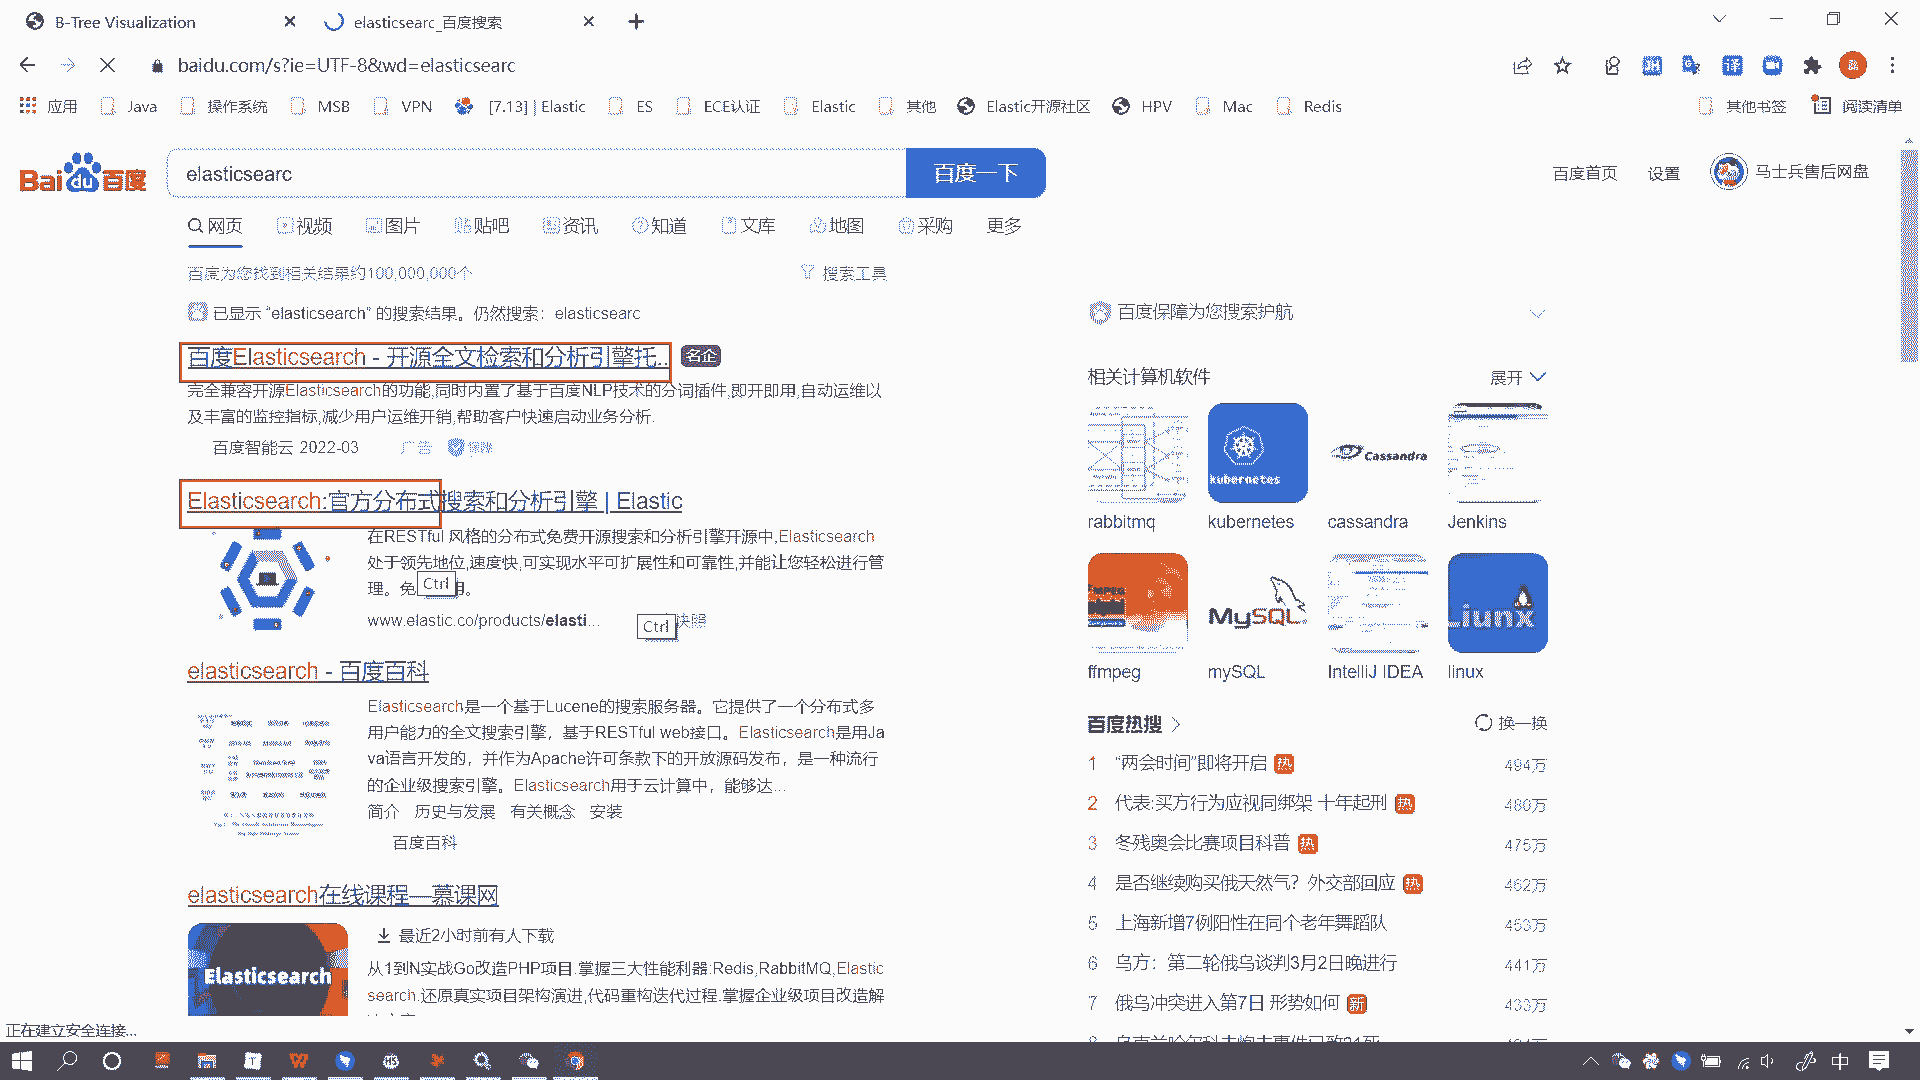 B-Tree Visualization
elasticsearc_百度搜索
baidu.com/s?ie=UTF-8&wd=elasticsearc
应用 Java 操作系统 MSB VPN [7.13] | Elastic ES ECE认证 Elastic 其他 Elastic开源社区 HPV Mac Redis 其他书签 阅读清单
Bai du 百度
elasticsearc
百度一下
百度首页 设置 马士兵售后网盘
网页 视频 图片 贴吧 资讯 知道 文库 地图 采购 更多
百度为您找到相关结果约100,000,000个
搜索工具
已显示 “elasticsearch” 的搜索结果。仍然搜索：elasticsearc
百度Elasticsearch - 开源全文检索和分析引擎托..
名企
完全兼容开源Elasticsearch的功能,同时内置了基于百度NLP技术的分词插件,即开即用,自动运维以
及丰富的监控指标,减少用户运维开销,帮助客户快速启动业务分析.
百度智能云 2022-03 广告 保障
Elasticsearch:官方分布式搜索和分析引擎 | Elastic
在RESTful 风格的分布式免费开源搜索和分析引擎开源中,Elasticsearch
处于领先地位,速度快,可实现水平可扩展性和可靠性,并能让您轻松进行管
理。免 Ctrl 用。
www.elastic.co/products/elasti...
Ctrl 快照
elasticsearch - 百度百科
Elasticsearch是一个基于Lucene的搜索服务器。它提供了一个分布式多
用户能力的全文搜索引擎，基于RESTful web接口。Elasticsearch是用Ja
va语言开发的，并作为Apache许可条款下的开放源码发布，是一种流行
的企业级搜索引擎。Elasticsearch用于云计算中，能够达...
简介 历史与发展 有关概念 安装
百度百科
elasticsearch在线课程—慕课网
Elasticsearch
最近2小时前有人下载
从1到N实战Go改造PHP项目.掌握三大性能利器:Redis,RabbitMQ,Elastic
search.还原真实项目架构演进,代码重构迭代过程.掌握企业级项目改造解
正在建立安全连接...
百度保障为您搜索护航
相关计算机软件
展开
kubernetes
Cassandra
rabbitmq kubernetes cassandra Jenkins
MySQL
Liunx
ffmpeg mySQL IntelliJ IDEA linux
百度热搜
换一换
1 “两会时间”即将开启 热 494万
2 代表:买方行为应视同绑架 十年起刑 热 480万
3 冬残奥会比赛项目科普 热 475万
4 是否继续购买俄天然气？外交部回应 热 462万
5 上海新增7例阳性在同个老年舞蹈队 453万
6 乌方：第二轮俄乌谈判3月2日晚进行 441万
7 俄乌冲突进入第7日 形势如何 新 433万
中